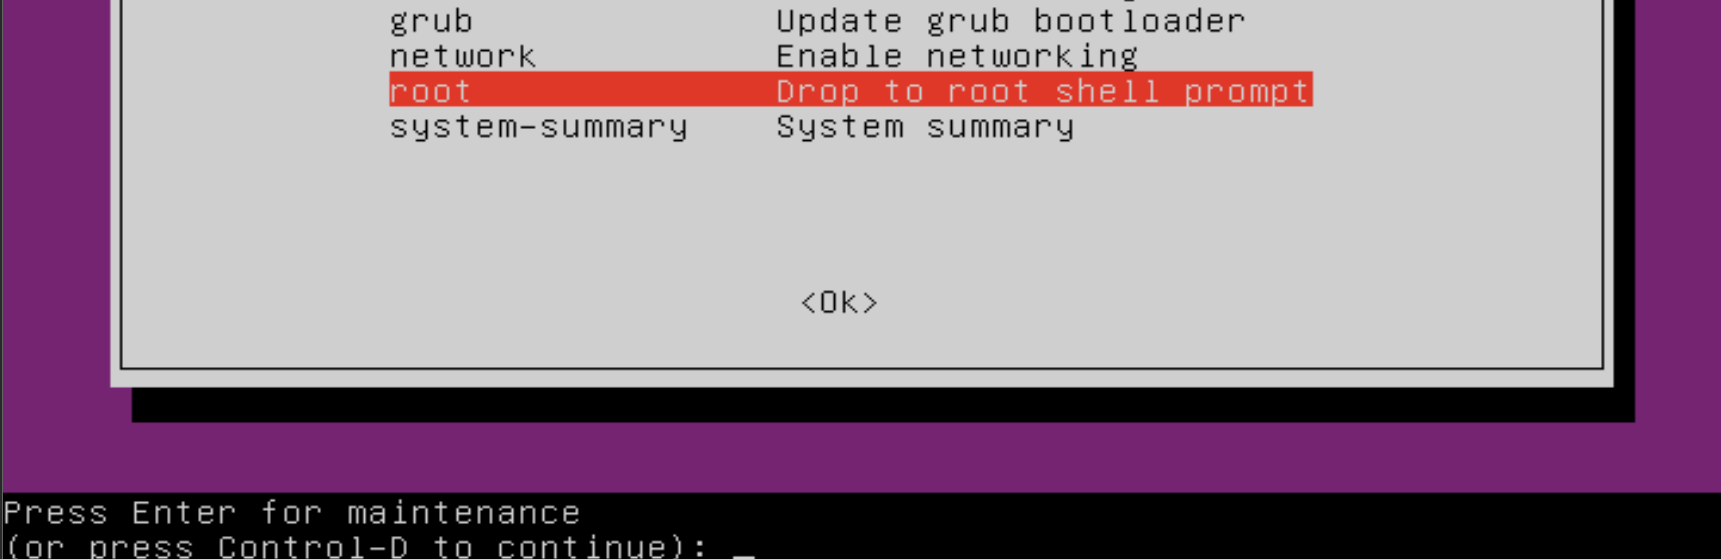 grub Update grub bootloader
network Enable networking
root Drop to root shell prompt
system-summary System summary
<Ok>
Press Enter for maintenance
(or press Control-D to continue): _